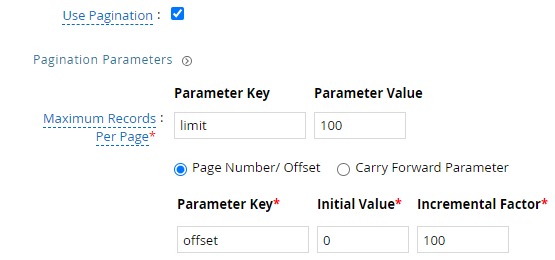 Use Pagination :
Pagination Parameters
Parameter Key Parameter Value
Maximum Records : limit 100
Per Page*
Page Number/ Offset Carry Forward Parameter
Parameter Key* Initial Value* Incremental Factor*
offset 0 100